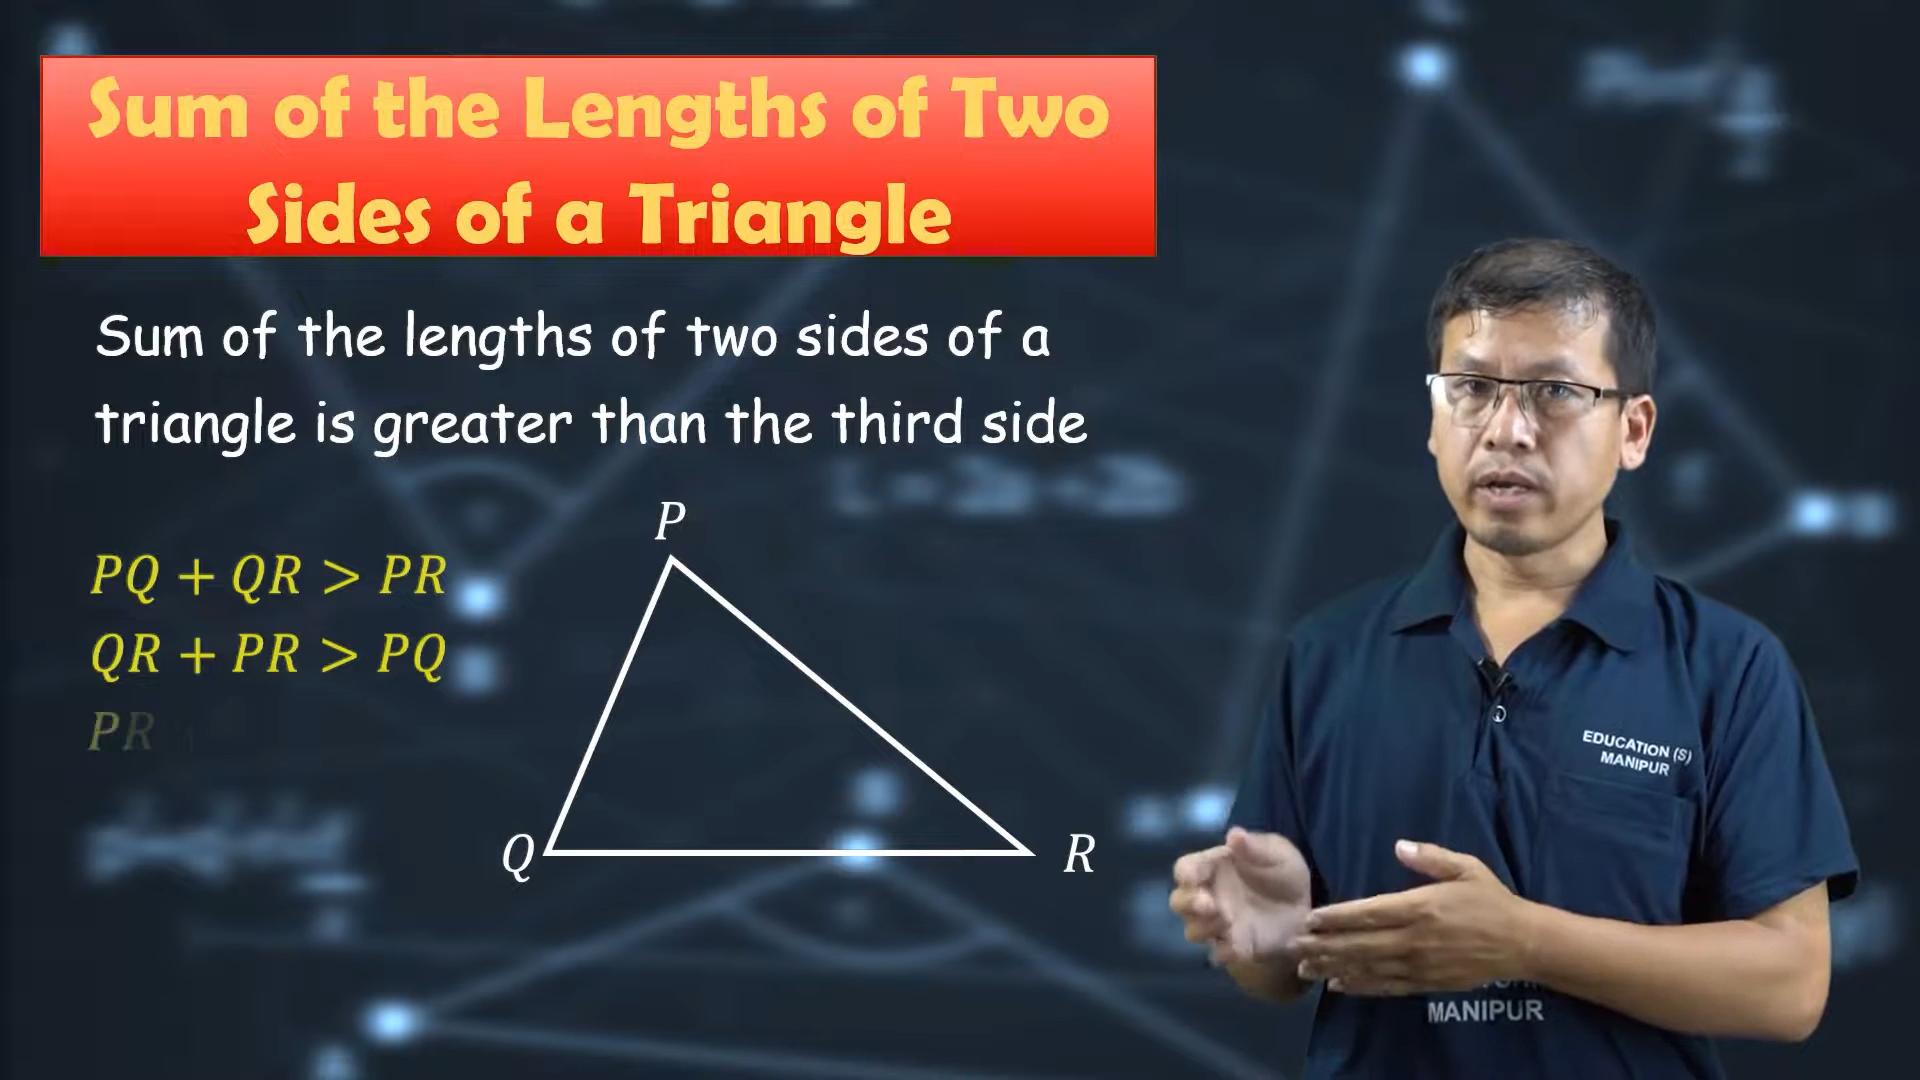 Sum of the Lengths of Two
Sides of a Triangle
Sum of the lengths of two sides of a
triangle is greater than the third side
P
PQ + QR > PR
QR + PR > PQ
PR
Q
R
EDUCATION (S)
MANIPUR
MANIPUR